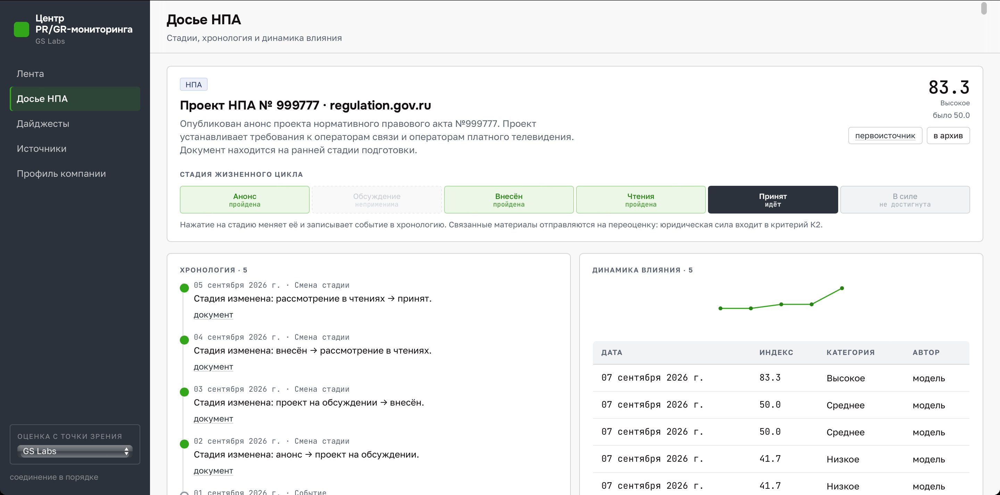 Центр
PR/GR-мониторинга
GS Labs
Лента
Досье НПА
Дайджесты
Источники
Профиль компании
ОЦЕНКА С ТОЧКИ ЗРЕНИЯ
GS Labs
соединение в порядке
Досье НПА
Стадии, хронология и динамика влияния
НПА
Проект НПА № 999777 · regulation.gov.ru
Опубликован анонс проекта нормативного правового акта №999777. Проект
устанавливает требования к операторам связи и операторам платного телевидения.
Документ находится на ранней стадии подготовки.
83.3
Высокое
было 50.0
первоисточник
в архив
СТАДИЯ ЖИЗНЕННОГО ЦИКЛА
Анонс
пройдена
Обсуждение
неприменима
Внесён
пройдена
Чтения
пройдена
Принят
идёт
В силе
не достигнута
Нажатие на стадию меняет её и записывает событие в хронологию. Связанные материалы отправляются на переоценку: юридическая сила входит в критерий К2.
ХРОНОЛОГИЯ · 5
05 сентября 2026 г. · Смена стадии
Стадия изменена: рассмотрение в чтениях → принят.
документ
04 сентября 2026 г. · Смена стадии
Стадия изменена: внесён → рассмотрение в чтениях.
документ
03 сентября 2026 г. · Смена стадии
Стадия изменена: проект на обсуждении → внесён.
документ
02 сентября 2026 г. · Смена стадии
Стадия изменена: анонс → проект на обсуждении.
документ
01 сентября 2026 г. · Событие
ДИНАМИКА ВЛИЯНИЯ · 5
ДАТА ИНДЕКС КАТЕГОРИЯ АВТОР
07 сентября 2026 г. 83.3 Высокое модель
07 сентября 2026 г. 50.0 Среднее модель
07 сентября 2026 г. 50.0 Среднее модель
07 сентября 2026 г. 41.7 Низкое модель
07 сентября 2026 г. 41.7 Низкое модель